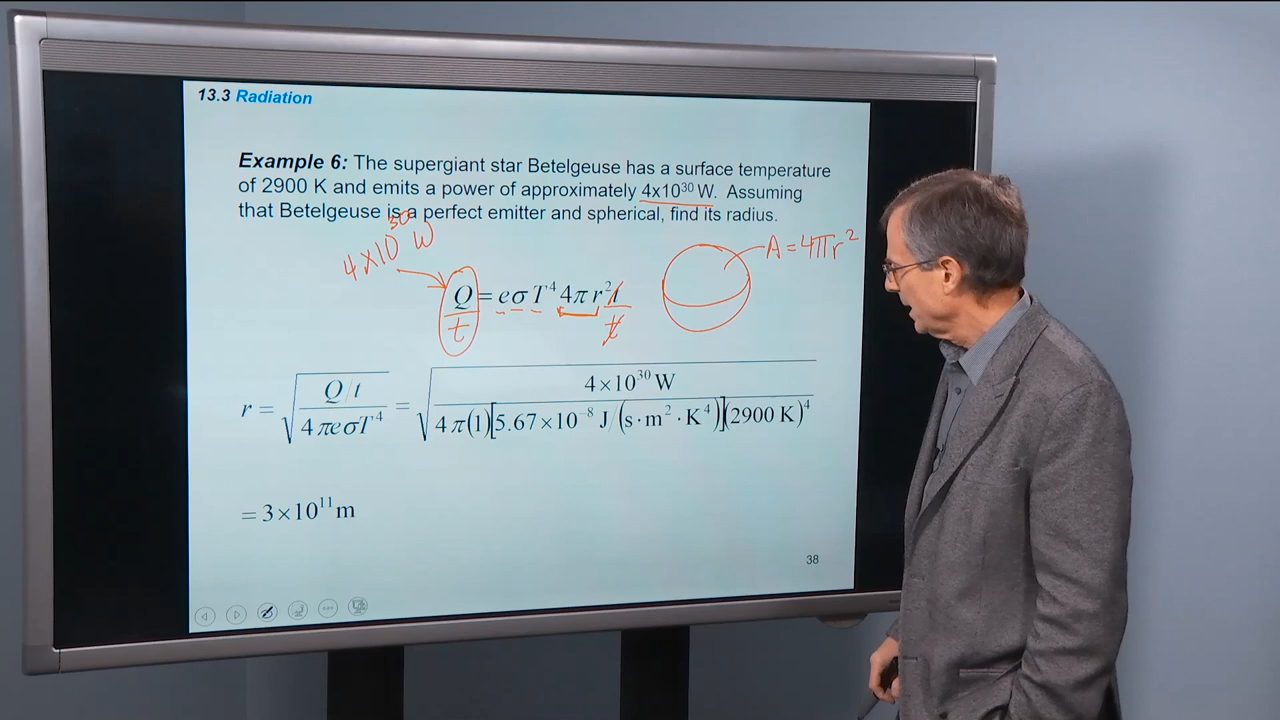 13.3 Radiation
Example 6: The supergiant star Betelgeuse has a surface temperature
of 2900 K and emits a power of approximately 4x10³⁰ W. Assuming
that Betelgeuse is a perfect emitter and spherical, find its radius.
4×10³⁰ W
A = 4πr²
Q = eσT⁴4πr²t
t t
r = √(Q/t / 4πeσT⁴) = √(4×10³⁰ W / 4π(1)[5.67×10⁻⁸ J/(s·m²·K⁴)](2900 K)⁴)
= 3×10¹¹ m
38